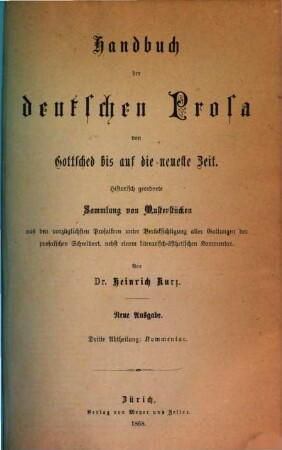 Handbuch
der
deutschen Prosa
von
Gottsched bis auf die neueste Zeit.
Historisch geordnete
Sammlung von Musterstücken
aus den vorzüglichsten Prosaikern unter Berücksichtigung aller Gattungen der
prosaischen Schreibart, nebst einem literarisch-ästhetischen Kommentar.
Von
Dr. Heinrich Kurz.
Neue Ausgabe.
Dritte Abtheilung: Kommentar.
Zürich,
Verlag von Meyer und Zeller.
1868.